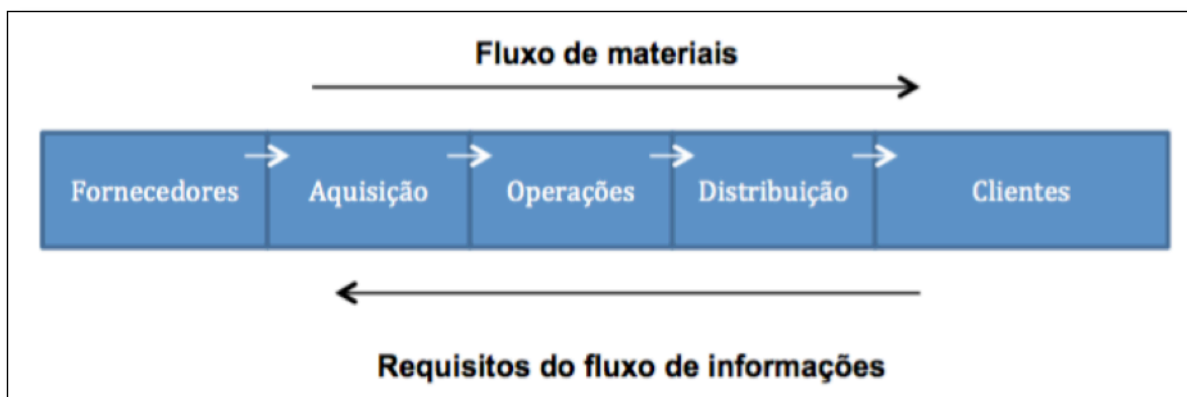 Fluxo de materiais
Fornecedores Aquisição Operações Distribuição Clientes
Requisitos do fluxo de informações